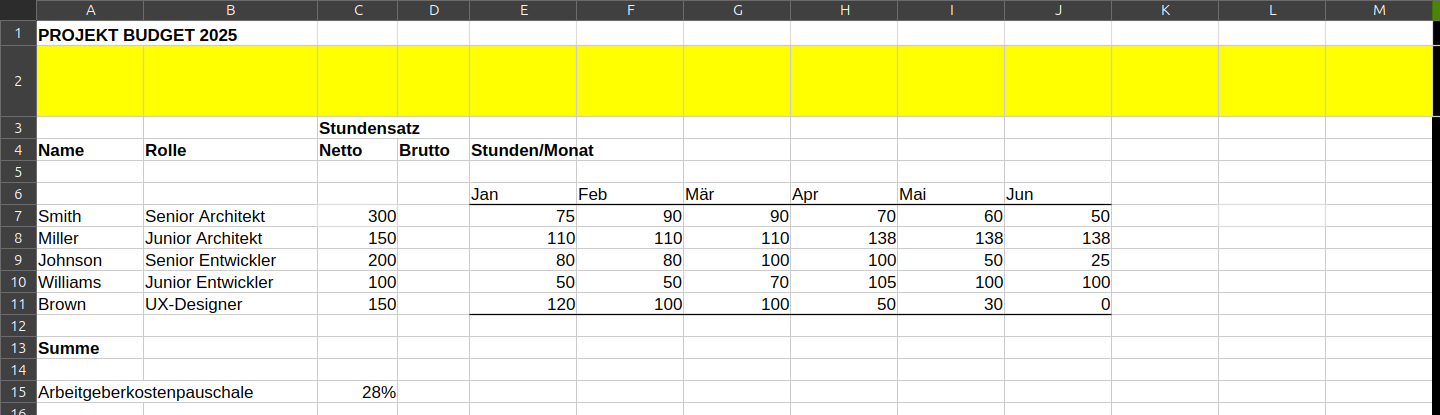 A B C D E F G H I J K L M
1 PROJEKT BUDGET 2025
2
3 Stundensatz
4 Name Rolle Netto Brutto Stunden/Monat
5
6 Jan Feb Mär Apr Mai Jun
7 Smith Senior Architekt 300 75 90 90 70 60 50
8 Miller Junior Architekt 150 110 110 110 138 138 138
9 Johnson Senior Entwickler 200 80 80 100 100 50 25
10 Williams Junior Entwickler 100 50 50 70 105 100 100
11 Brown UX-Designer 150 120 100 100 50 30 0
12
13 Summe
14
15 Arbeitgeberkostenpauschale 28%
16